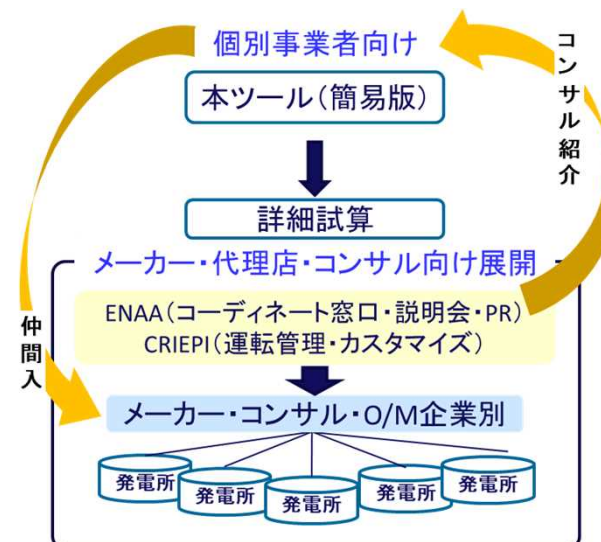 個別事業者向け
本ツール(簡易版)
コンサル紹介
詳細試算
メーカー・代理店・コンサル向け展開
ENAA(コーディネート窓口・説明会・PR)
CRIEPI(運転管理・カスタマイズ)
仲間入
メーカー・コンサル・O/M企業別
発電所
発電所
発電所
発電所
発電所